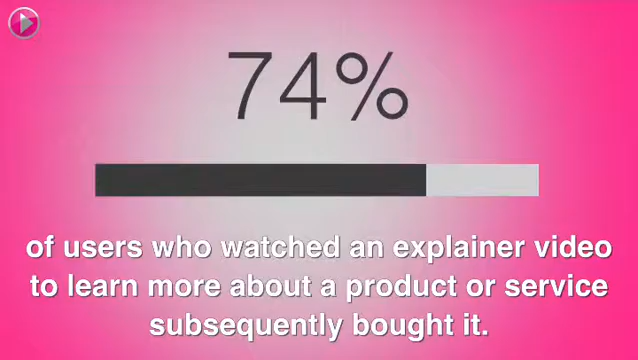 74%
of users who watched an explainer video
to learn more about a product or service
subsequently bought it.